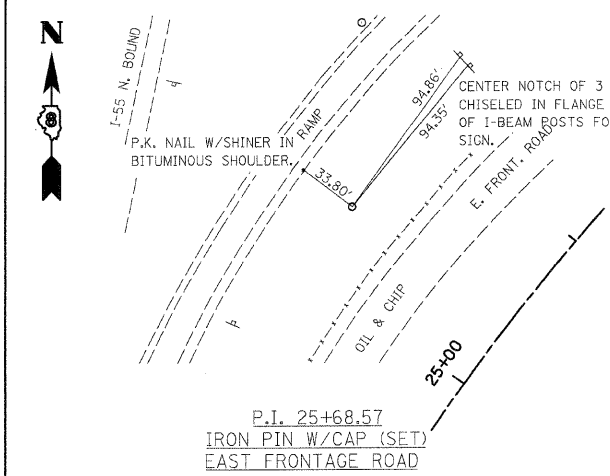 N
8
I-55 N. BOUND
P.K. NAIL W/SHINER IN
BITUMINOUS SHOULDER.
RAMP
33.80'
94.86'
94.35'
CENTER NOTCH OF 3
CHISELED IN FLANGE
OF I-BEAM POSTS FO
SIGN.
E. FRONT. ROAD
OIL & CHIP
25+00
P.I. 25+68.57
IRON PIN W/CAP (SET)
EAST FRONTAGE ROAD